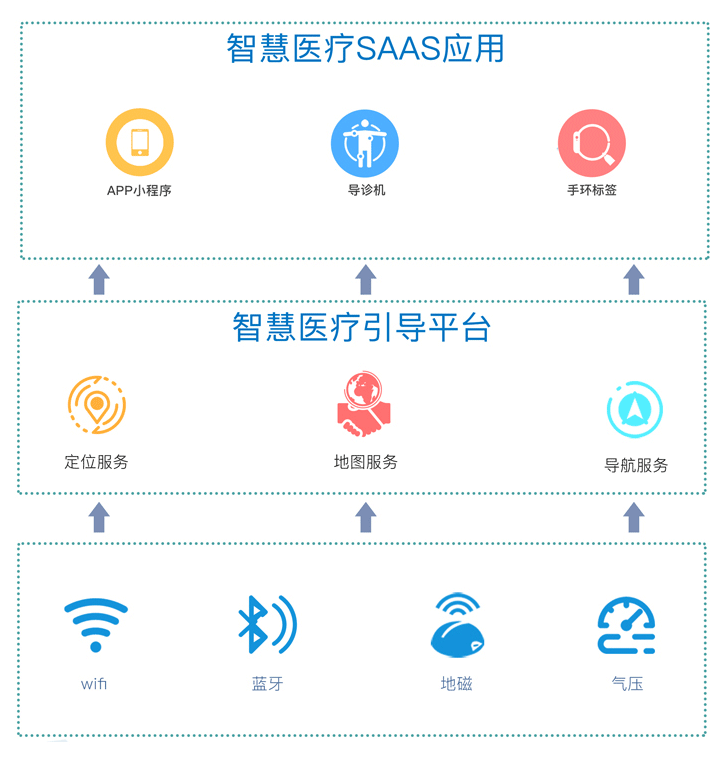 智慧医疗SAAS应用
APP小程序
导诊机
手环标签
智慧医疗引导平台
定位服务
地图服务
导航服务
wifi
蓝牙
地磁
气压